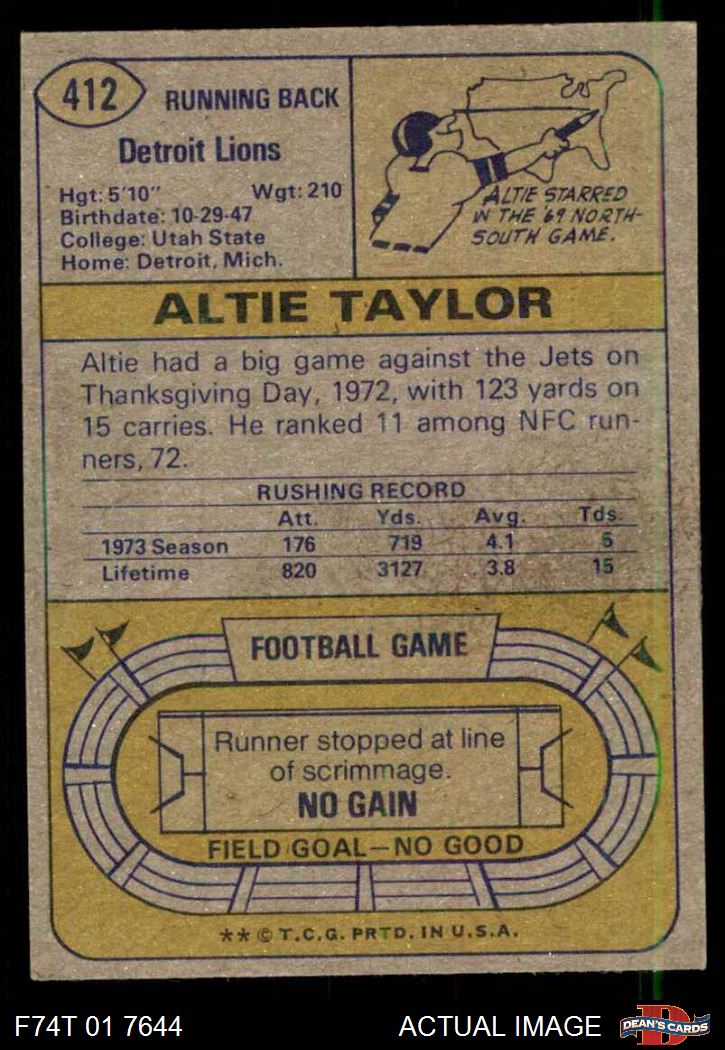 412
RUNNING BACK
Detroit Lions
Hgt: 5'10" Wgt: 210
Birthdate: 10-29-47
College: Utah State
Home: Detroit, Mich.
ALTIE STARRED
IN THE '69 NORTH-
SOUTH GAME.
ALTIE TAYLOR
Altie had a big game against the Jets on
Thanksgiving Day, 1972, with 123 yards on
15 carries. He ranked 11 among NFC run-
ners, 72.
RUSHING RECORD
Att. Yds. Avg. Tds.
1973 Season 176 719 4.1 5
Lifetime 820 3127 3.8 15
FOOTBALL GAME
Runner stopped at line
of scrimmage.
NO GAIN
FIELD GOAL—NO GOOD
** © T.C.G. PRTD. IN U.S.A.
F74T 01 7644 ACTUAL IMAGE
D
DEAN'S CARDS